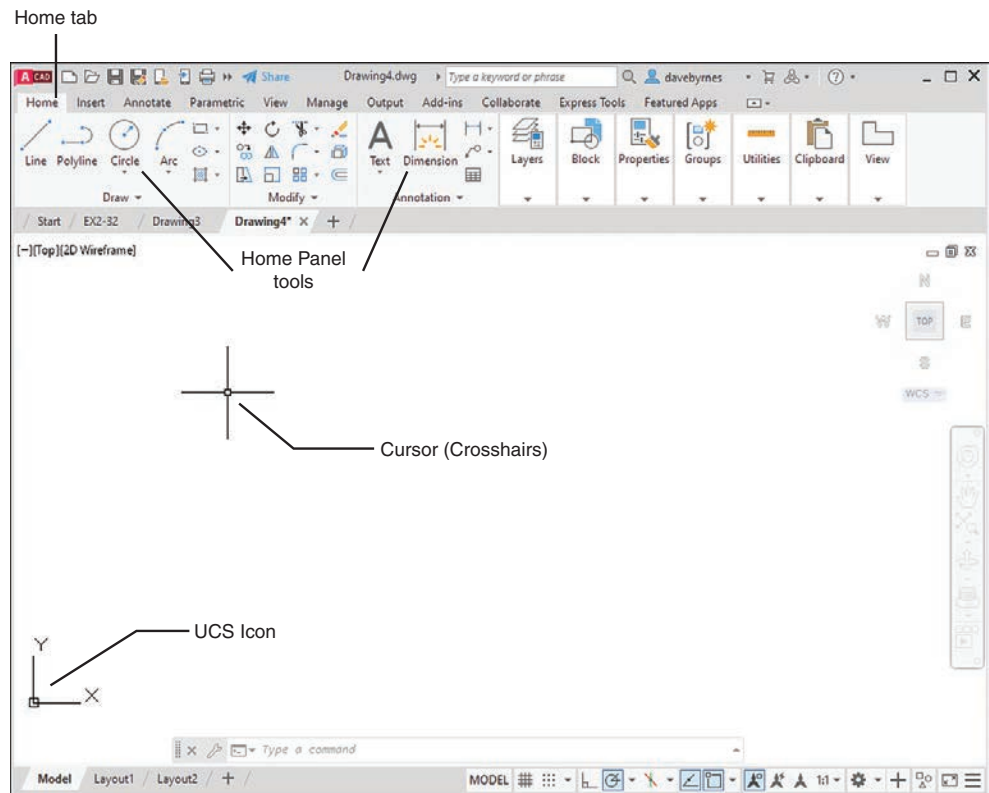 Home tab
A CAD Share Drawing4.dwg Type a keyword or phrase davebyrnes
Home Insert Annotate Parametric View Manage Output Add-ins Collaborate Express Tools Featured Apps
Line Polyline Circle Arc Text Dimension Layers Block Properties Groups Utilities Clipboard View
Draw Modify Annotation
Start EX2-32 Drawing3 Drawing4* +
[−][Top][2D Wireframe]
Home Panel
tools
N
W TOP E
S
WCS
Cursor (Crosshairs)
UCS Icon
Y
X
Type a command
Model Layout1 Layout2 + MODEL 1:1